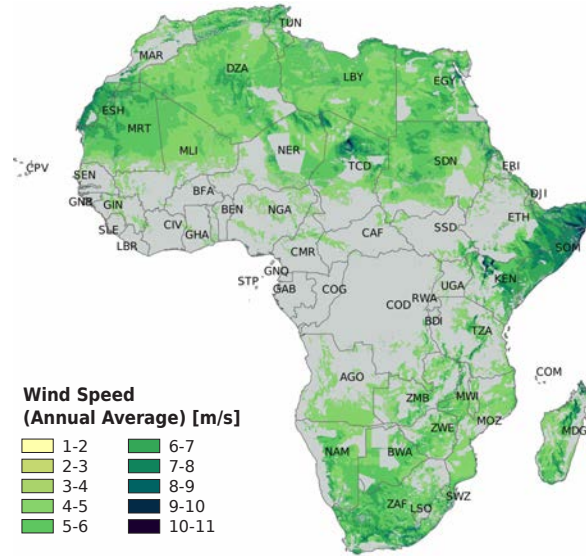 TUN
MAR
DZA
LBY
EGY
ESH
MRT
MLI
NER
TCD
SDN
ERI
CPV
SEN
GNB
GIN
BFA
BEN
NGA
DJI
ETH
SLE
LBR
CIV
GHA
CAF
SSD
SOM
CMR
GNQ
STP
GAB
COG
COD
RWA
BDI
UGA
KEN
TZA
AGO
COM
ZMB
MWI
MOZ
MDG
ZWE
NAM
BWA
ZAF
LSO
SWZ
Wind Speed
(Annual Average) [m/s]
1-2 6-7
2-3 7-8
3-4 8-9
4-5 9-10
5-6 10-11